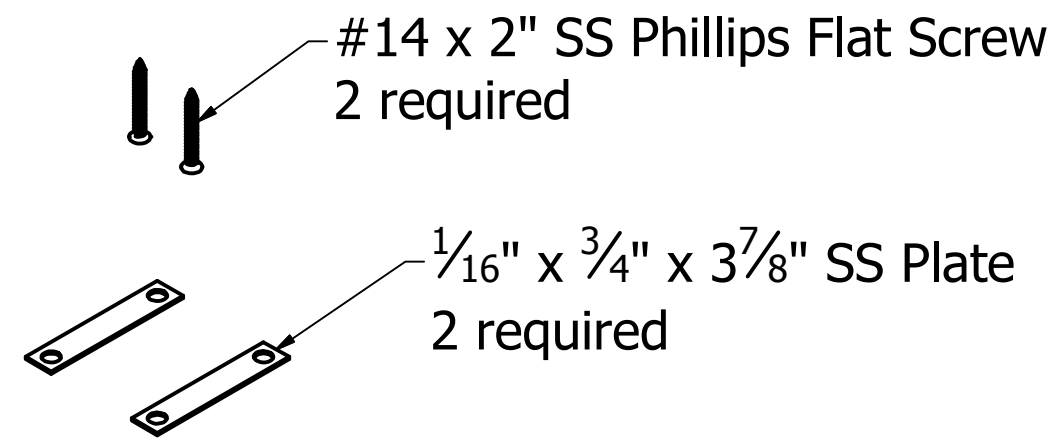 #14 x 2" SS Phillips Flat Screw
2 required
1/16" x 3/4" x 3 7/8" SS Plate
2 required